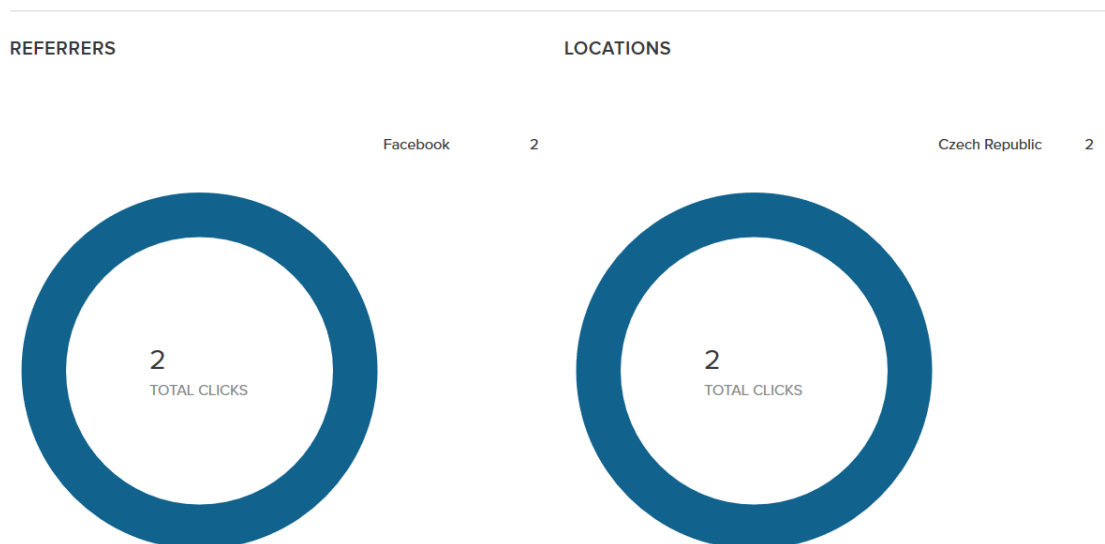 REFERRERS
LOCATIONS
Facebook 2
Czech Republic 2
2
TOTAL CLICKS
2
TOTAL CLICKS